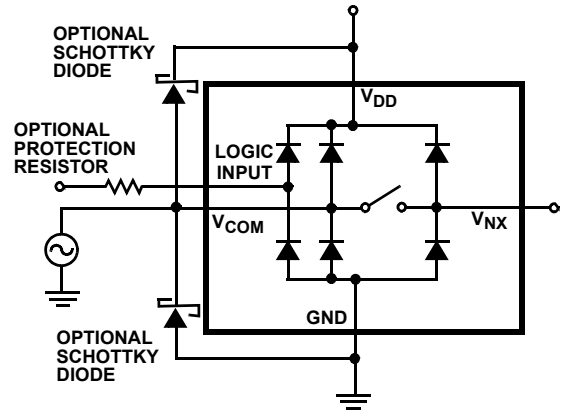 OPTIONAL
SCHOTTKY
DIODE
VDD
OPTIONAL
PROTECTION
RESISTOR
LOGIC
INPUT
VCOM
VNX
GND
OPTIONAL
SCHOTTKY
DIODE